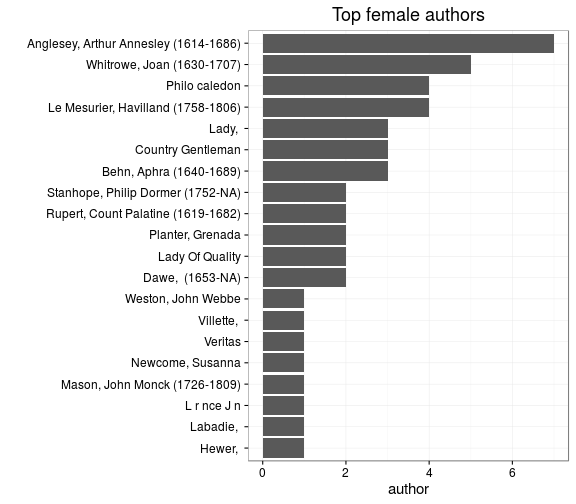 Top female authors
Anglesey, Arthur Annesley (1614-1686)
Whitrowe, Joan (1630-1707)
Philo caledon
Le Mesurier, Havilland (1758-1806)
Lady,
Country Gentleman
Behn, Aphra (1640-1689)
Stanhope, Philip Dormer (1752-NA)
Rupert, Count Palatine (1619-1682)
Planter, Grenada
Lady Of Quality
Dawe,  (1653-NA)
Weston, John Webbe
Villette,
Veritas
Newcome, Susanna
Mason, John Monck (1726-1809)
L r nce J n
Labadie,
Hewer,
0 2 4 6
author